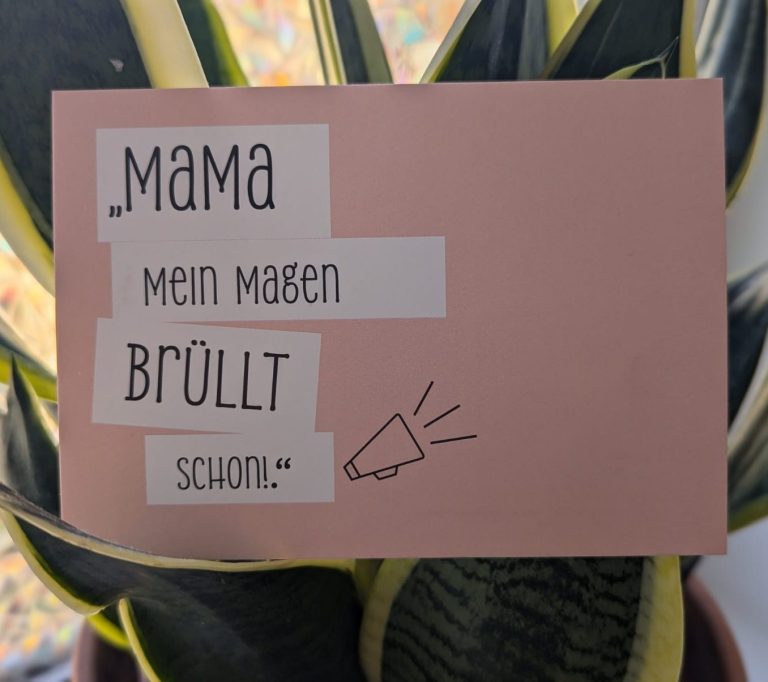 „Mama
mein Magen
brüllt
schon!.“